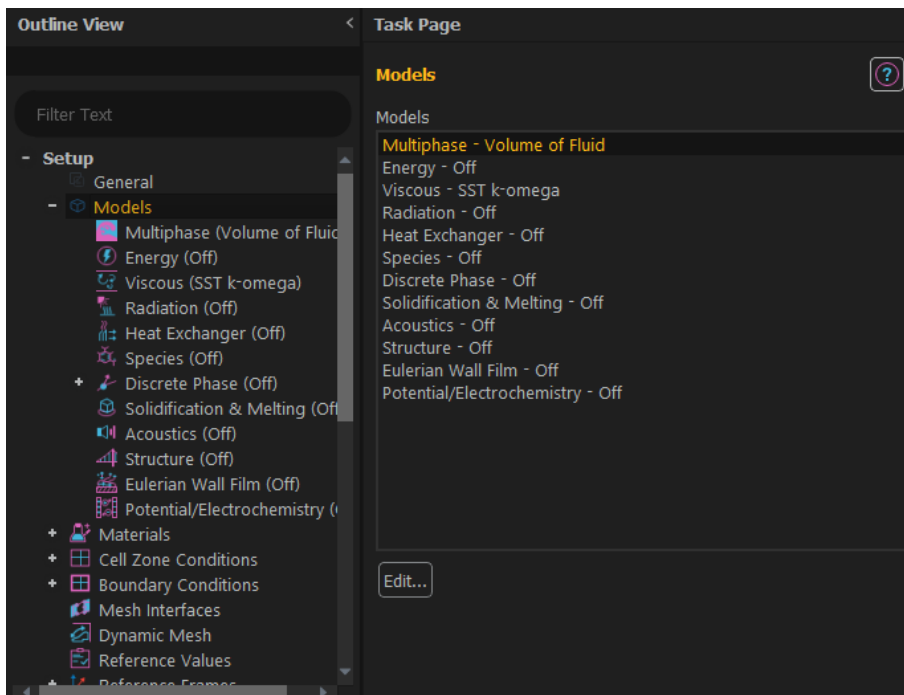 Outline View
<
Filter Text
- Setup
General
- Models
Multiphase (Volume of Fluid
Energy (Off)
Viscous (SST k-omega)
Radiation (Off)
Heat Exchanger (Off)
Species (Off)
+ Discrete Phase (Off)
Solidification & Melting (Off
Acoustics (Off)
Structure (Off)
Eulerian Wall Film (Off)
Potential/Electrochemistry (
+ Materials
+ Cell Zone Conditions
+ Boundary Conditions
Mesh Interfaces
Dynamic Mesh
Reference Values
+ Reference Frames
Task Page
Models
?
Models
Multiphase - Volume of Fluid
Energy - Off
Viscous - SST k-omega
Radiation - Off
Heat Exchanger - Off
Species - Off
Discrete Phase - Off
Solidification & Melting - Off
Acoustics - Off
Structure - Off
Eulerian Wall Film - Off
Potential/Electrochemistry - Off
Edit...